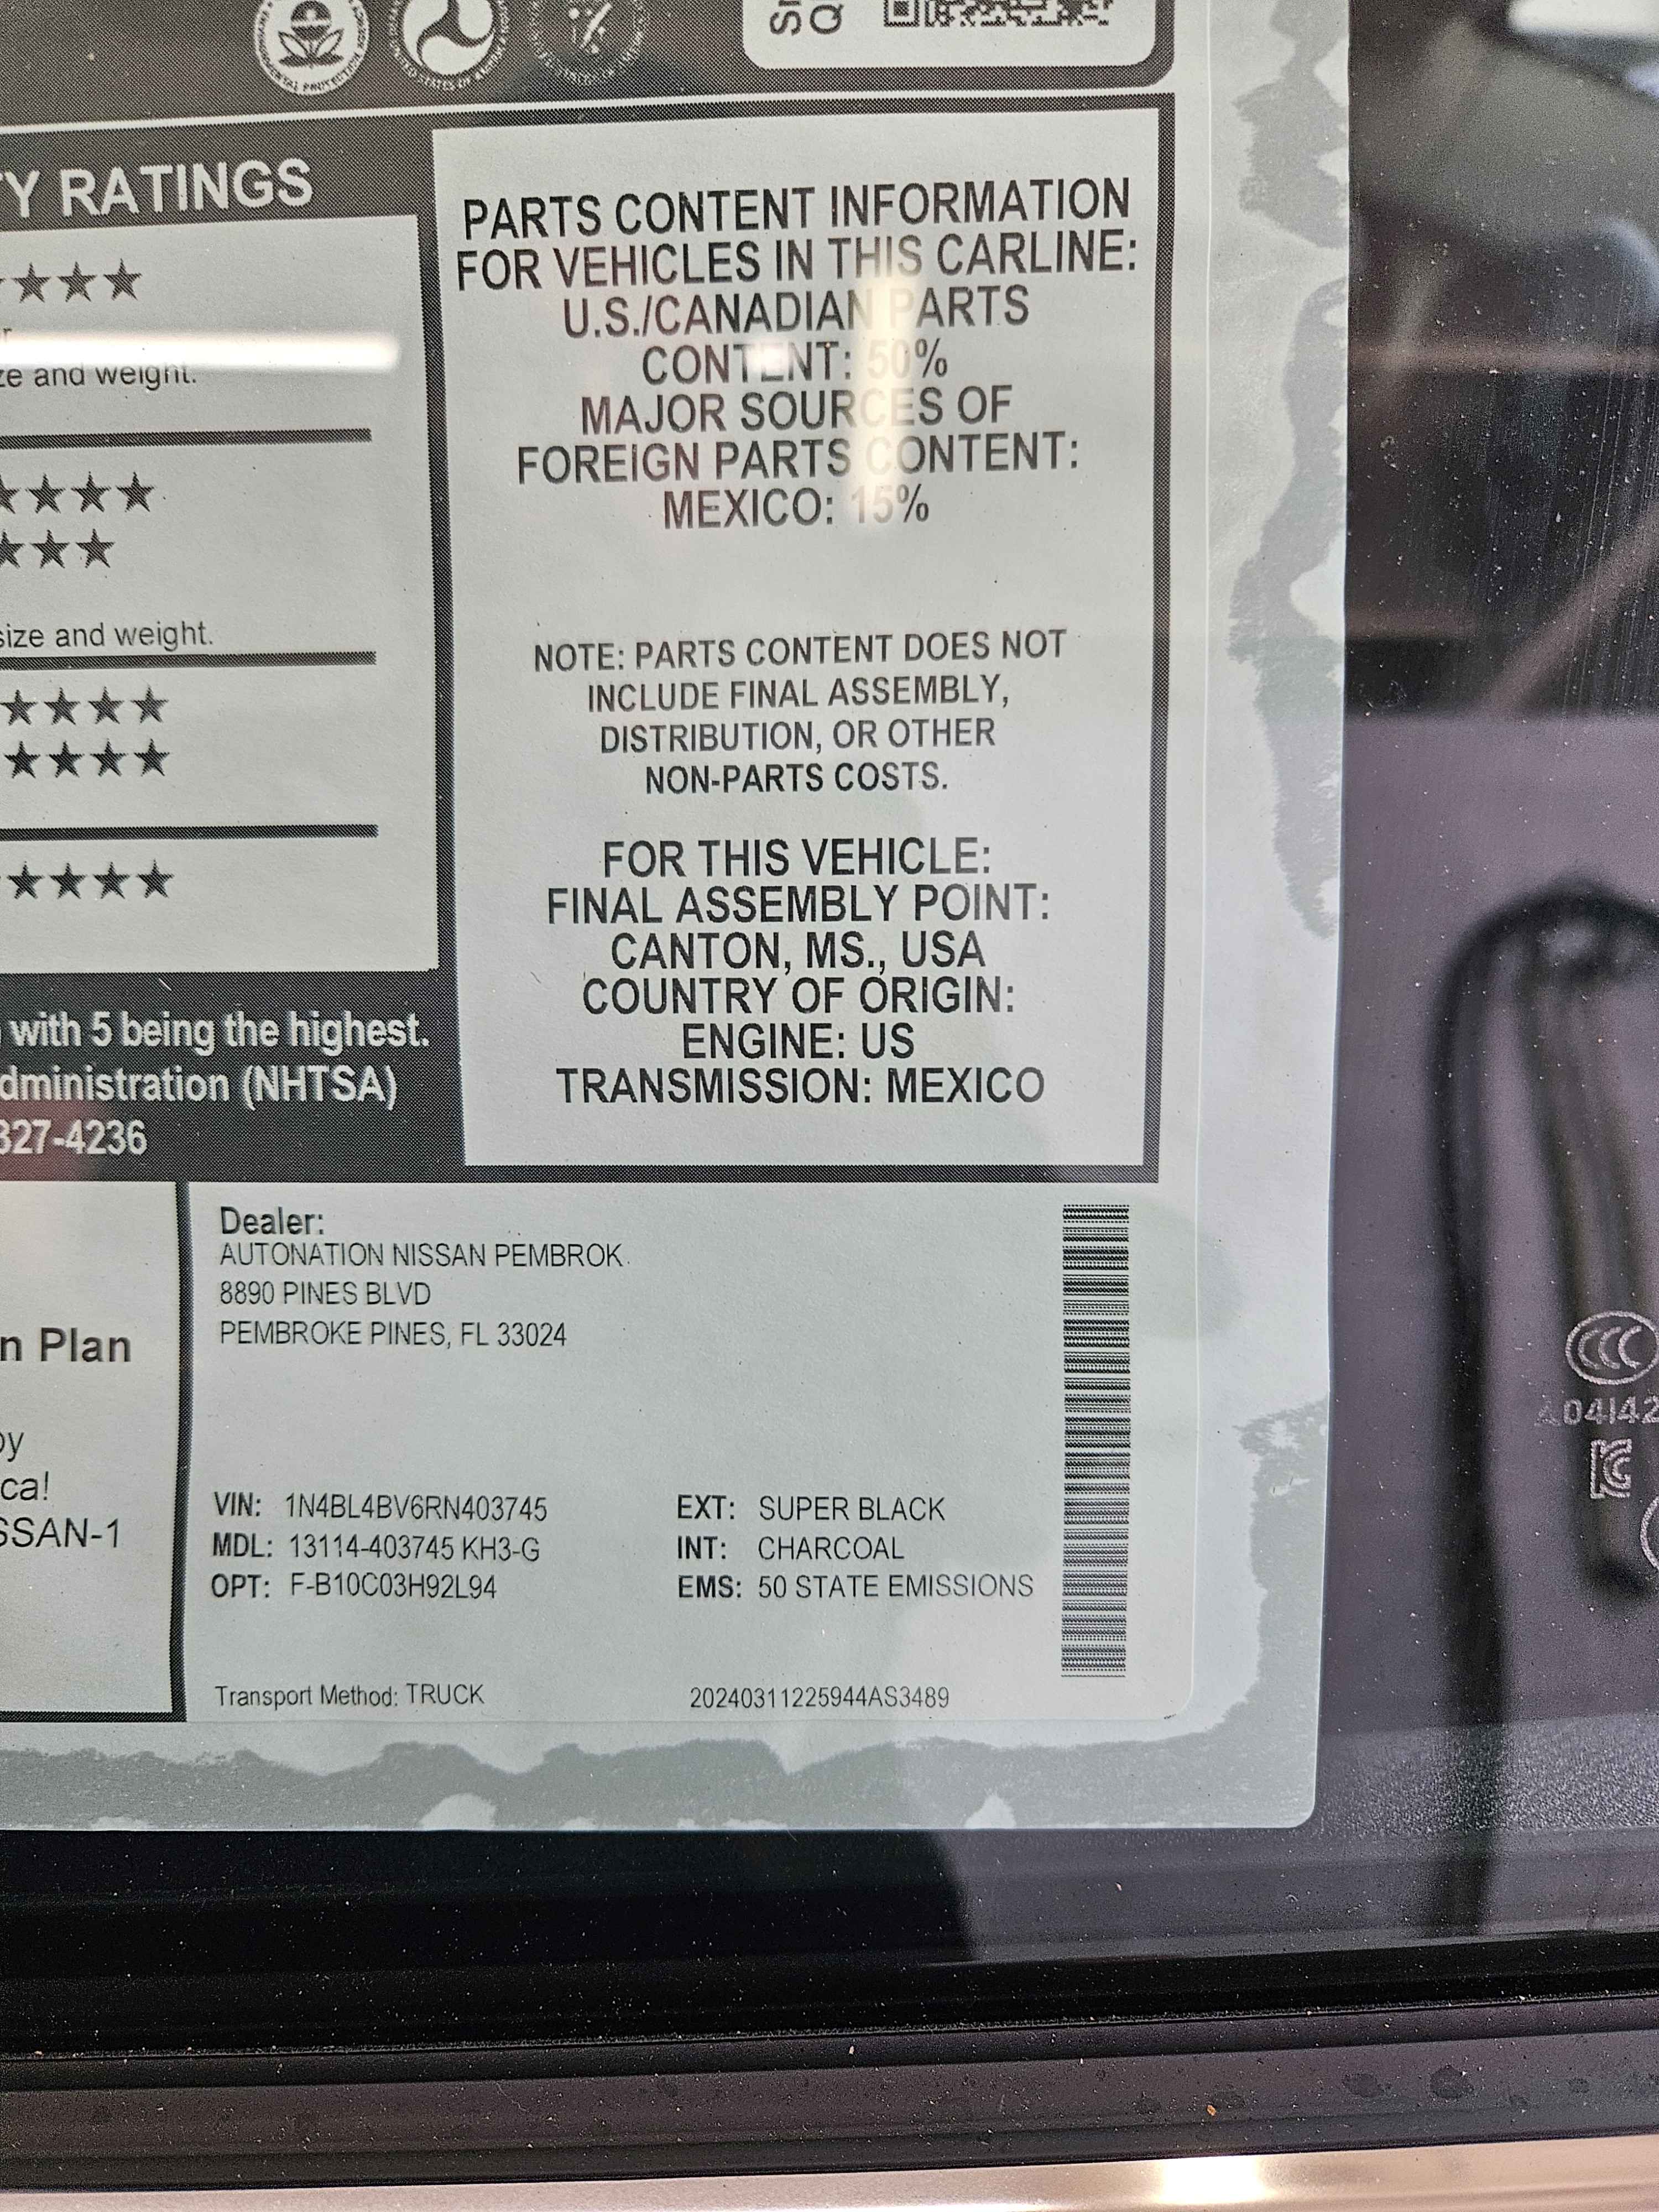 Y RATINGS
★★★★
ze and weight.
★★★★
★★★
size and weight.
★★★★
★★★★
★★★★
with 5 being the highest.
dministration (NHTSA)
327-4236
PARTS CONTENT INFORMATION
FOR VEHICLES IN THIS CARLINE:
U.S./CANADIAN PARTS
CONTENT: 50%
MAJOR SOURCES OF
FOREIGN PARTS CONTENT:
MEXICO: 15%
NOTE: PARTS CONTENT DOES NOT
INCLUDE FINAL ASSEMBLY,
DISTRIBUTION, OR OTHER
NON-PARTS COSTS.
FOR THIS VEHICLE:
FINAL ASSEMBLY POINT:
CANTON, MS., USA
COUNTRY OF ORIGIN:
ENGINE: US
TRANSMISSION: MEXICO
n Plan
by
ca!
SSAN-1
Dealer:
AUTONATION NISSAN PEMBROK
8890 PINES BLVD
PEMBROKE PINES, FL 33024
VIN: 1N4BL4BV6RN403745 EXT: SUPER BLACK
MDL: 13114-403745 KH3-G INT: CHARCOAL
OPT: F-B10C03H92L94 EMS: 50 STATE EMISSIONS
Transport Method: TRUCK 20240311225944AS3489
CCC
A04142